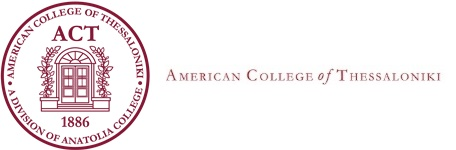 • AMERICAN COLLEGE OF THESSALONIKI •
A DIVISION OF ANATOLIA COLLEGE
ACT
1886
AMERICAN COLLEGE of THESSALONIKI